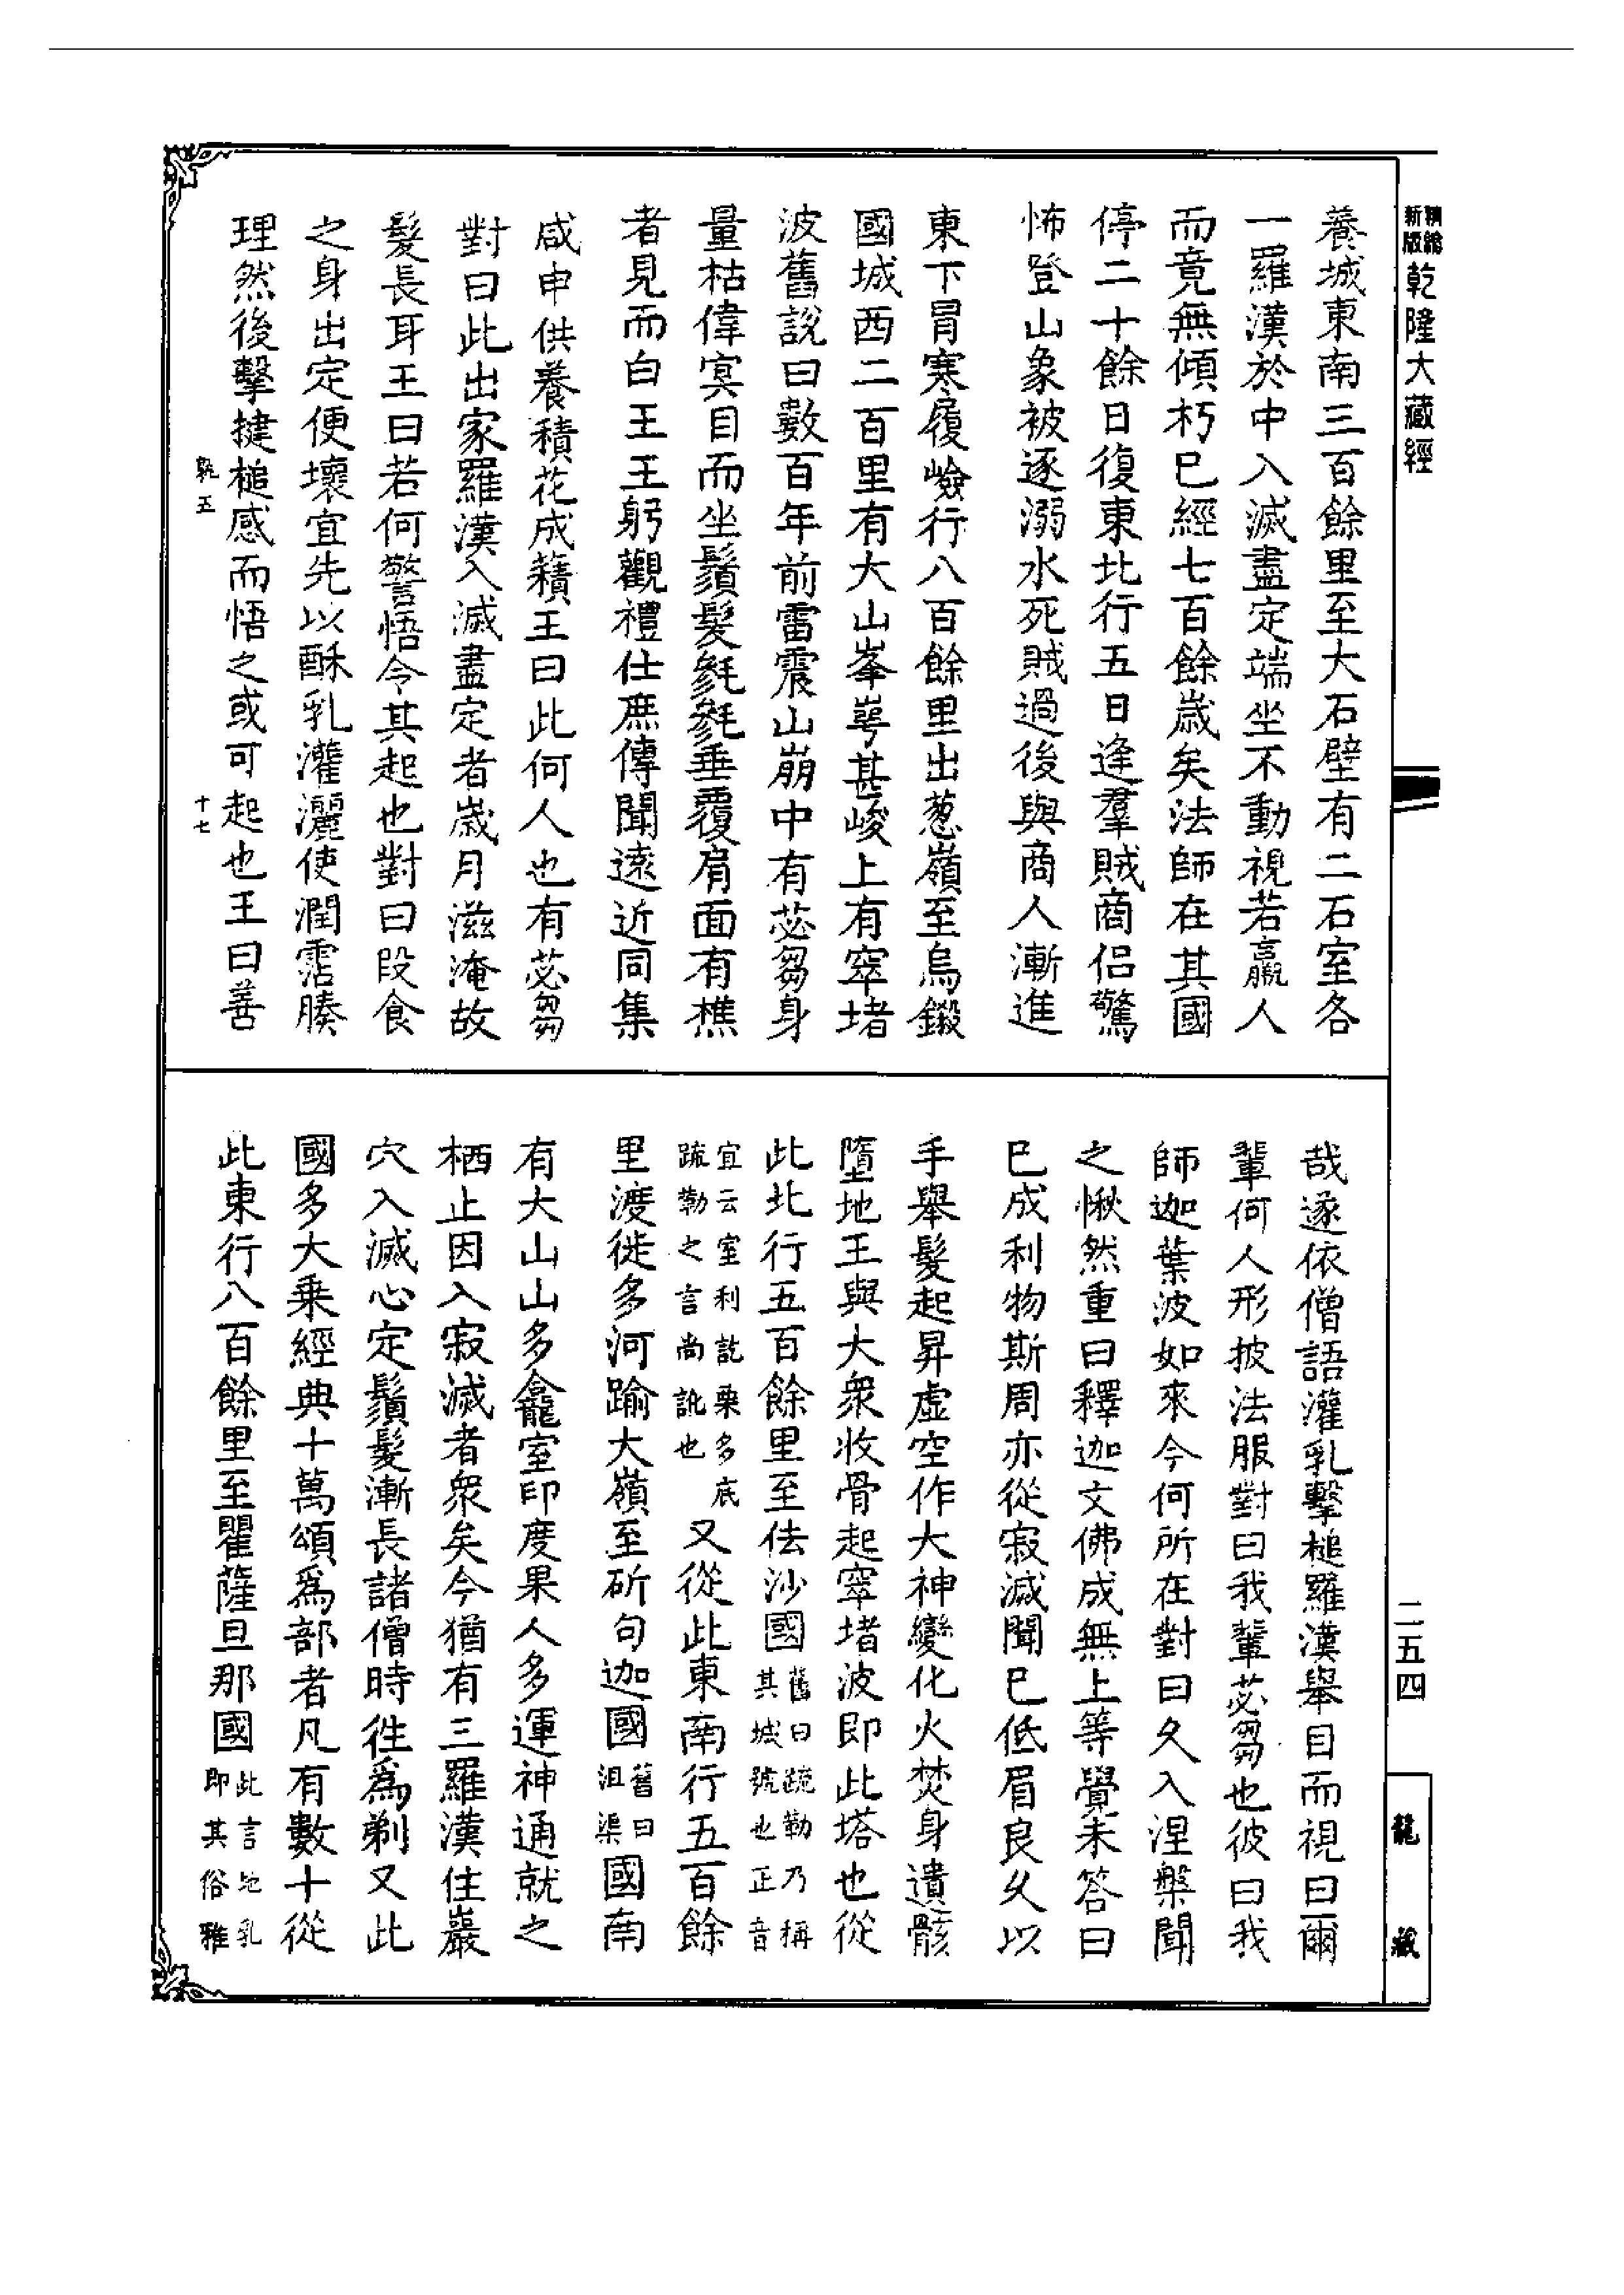 新版
精縮
乾隆大藏經
二五四
龍藏
養城東南三百餘里至大石壁有二石室各
一羅漢於中入滅盡定端坐不動視若羸人
而竟無傾朽已經七百餘歲矣法師在其國
停二十餘日復東北行五日逢羣賊商侶驚
怖登山象被逐溺水死賊過後與商人漸進
東下冐寒履嶮行八百餘里出葱嶺至烏鎩
國城西二百里有大山峯崿甚峻上有窣堵
波舊說曰數百年前雷震山崩中有苾芻身
量枯偉冥目而坐鬚髮毿毿垂覆肩面有樵
者見而白王王躬觀禮仕庶傳聞遠近同集
咸申供養積花成䕆王曰此何人也有苾芻
對曰此出家羅漢入滅盡定者歲月滋淹故
髮長耳王曰若何警悟令其起也對曰段食
之身出定便壞宜先以酥乳灌灑使潤霑腠
理然後擊揵槌感而悟之或可起也王曰善
十七
哉遂依僧語灌乳擊槌羅漢舉目而視曰爾
輩何人形披法服對曰我輩苾芻也彼曰我
師迦葉波如來今何所在對曰久入涅槃聞
之愀然重曰釋迦文佛成無上等覺未答曰
已成利物斯周亦從寂滅聞已低眉良久以
手舉髮起昇虛空作大神變化火焚身遺骸
墮地王與大衆收骨起窣堵波即此塔也從
此北行五百餘里至佉沙國舊曰疏勒乃稱
其城號也正音
宜云室利訖栗多底
疏勒之言尚訛也又從此東南行五百餘
里渡徙多河踰大嶺至斫句迦國舊曰
沮渠國南
有大山山多龕室印度果人多運神通就之
栖止因入寂滅者衆矣今猶有三羅漢住巖
穴入滅心定鬚髮漸長諸僧時徃爲剃又此
國多大乗經典十萬頌爲部者凡有數十從
此東行八百餘里至瞿薩旦那國此言地乳
即其俗雅